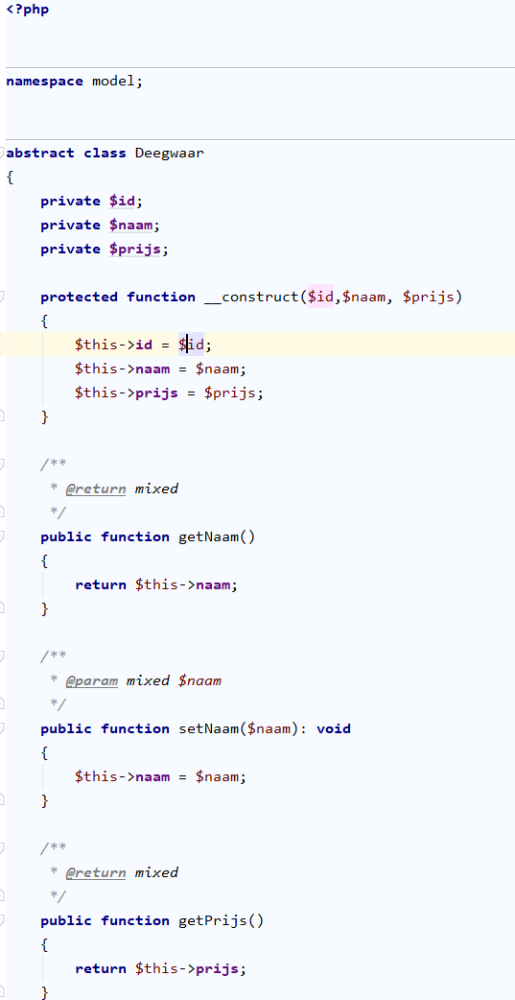 <?php
namespace model;
abstract class Deegwaar
{
    private $id;
    private $naam;
    private $prijs;
    protected function __construct($id,$naam, $prijs)
    {
        $this->id = $id;
        $this->naam = $naam;
        $this->prijs = $prijs;
    }
    /**
     * @return mixed
     */
    public function getNaam()
    {
        return $this->naam;
    }
    /**
     * @param mixed $naam
     */
    public function setNaam($naam): void
    {
        $this->naam = $naam;
    }
    /**
     * @return mixed
     */
    public function getPrijs()
    {
        return $this->prijs;
    }